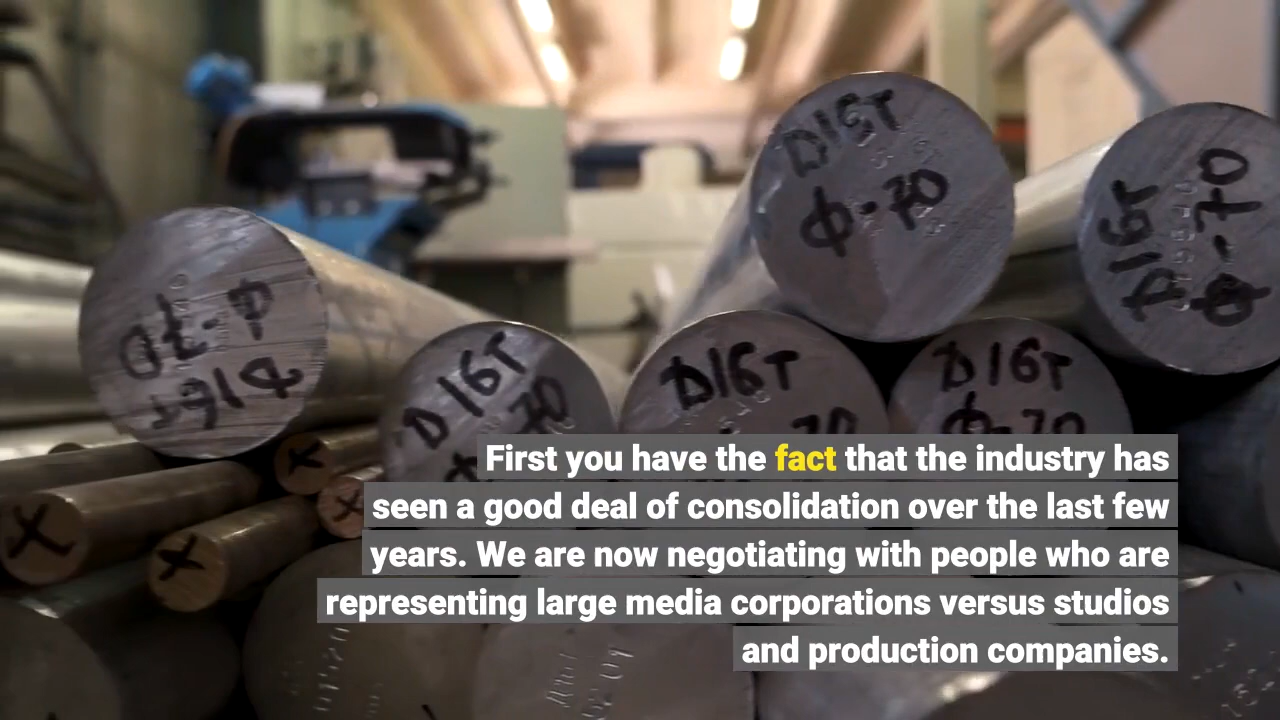 D16T
Ф-70
D16T
Ф-70
Ф-70
D16T
D16T
70
D16T
70
D16T
Ф-70
X
X
X
X
First you have the fact that the industry has
seen a good deal of consolidation over the last few
years. We are now negotiating with people who are
representing large media corporations versus studios
and production companies.